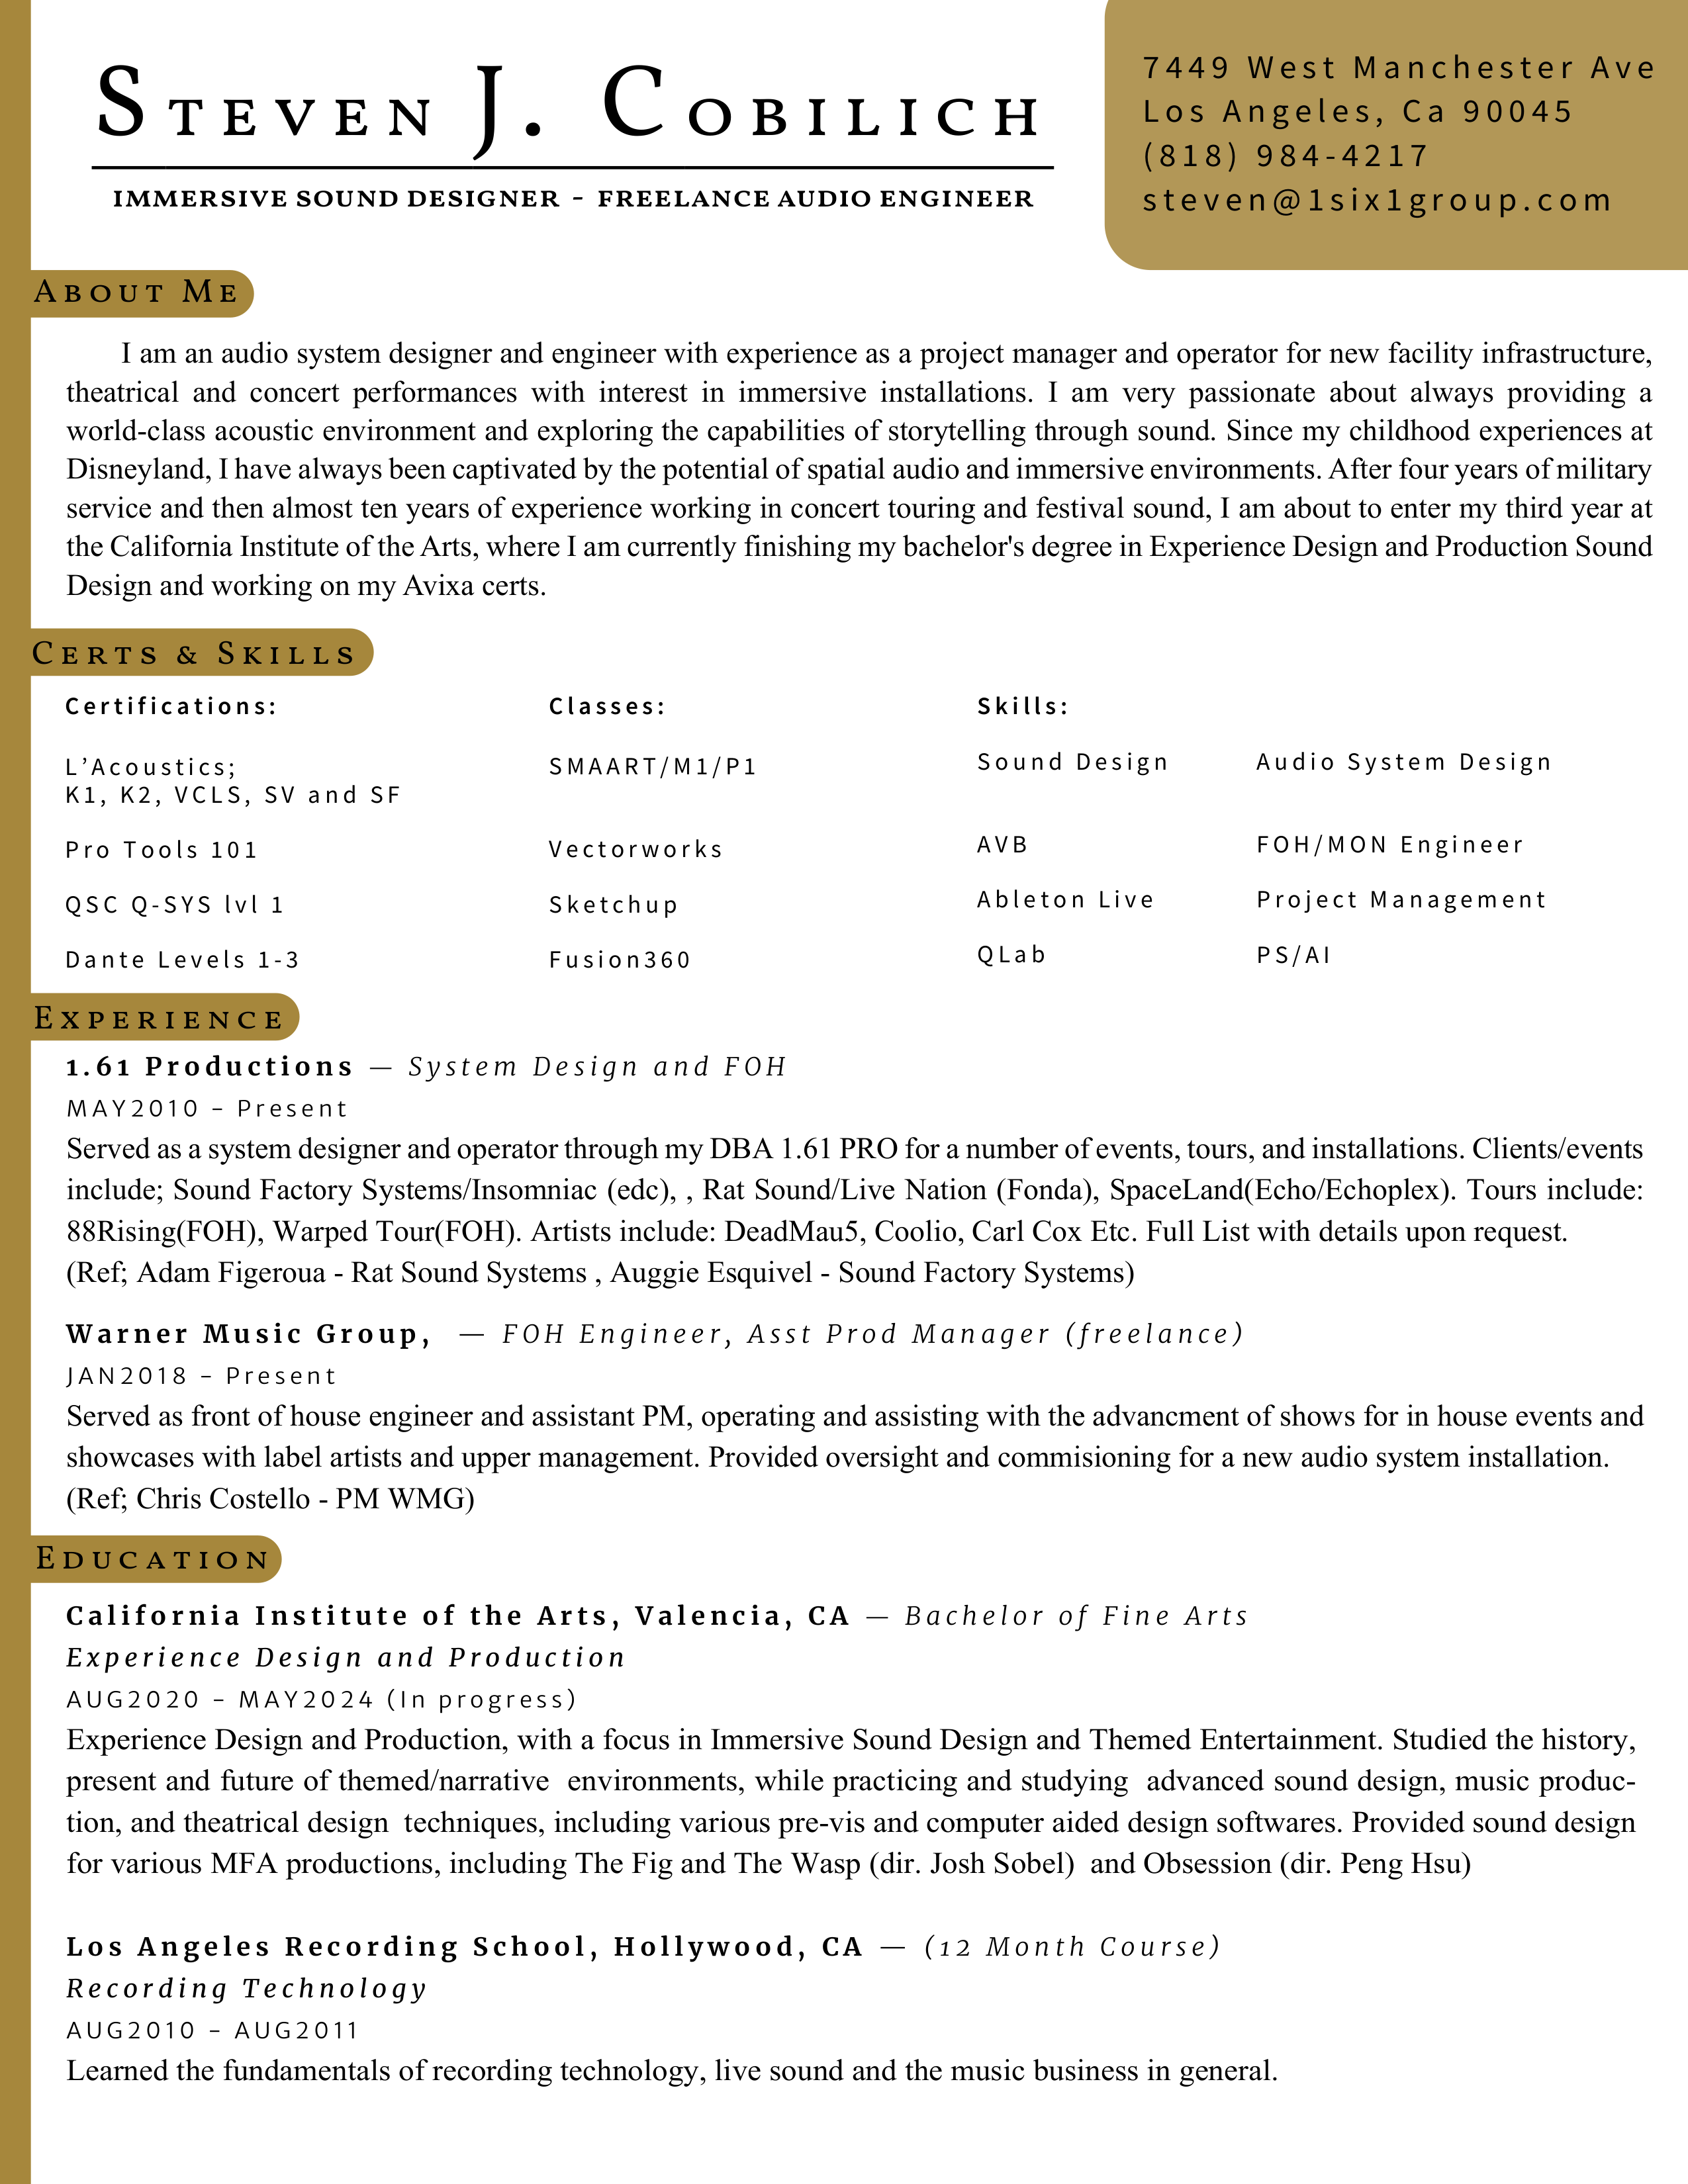 Steven J. Cobilich
IMMERSIVE SOUND DESIGNER - FREELANCE AUDIO ENGINEER
7449 West Manchester Ave
Los Angeles, Ca 90045
(818) 984-4217
steven@1six1group.com
About Me
I am an audio system designer and engineer with experience as a project manager and operator for new facility infrastructure,
theatrical and concert performances with interest in immersive installations. I am very passionate about always providing a
world-class acoustic environment and exploring the capabilities of storytelling through sound. Since my childhood experiences at
Disneyland, I have always been captivated by the potential of spatial audio and immersive environments. After four years of military
service and then almost ten years of experience working in concert touring and festival sound, I am about to enter my third year at
the California Institute of the Arts, where I am currently finishing my bachelor's degree in Experience Design and Production Sound
Design and working on my Avixa certs.
Certs & Skills
Certifications:
L’Acoustics;
K1, K2, VCLS, SV and SF
Pro Tools 101
QSC Q-SYS lvl 1
Dante Levels 1-3
Classes:
SMAART/M1/P1
Vectorworks
Sketchup
Fusion360
Skills:
Sound Design
AVB
Ableton Live
QLab
Audio System Design
FOH/MON Engineer
Project Management
PS/AI
Experience
1.61 Productions — System Design and FOH
MAY2010 – Present
Served as a system designer and operator through my DBA 1.61 PRO for a number of events, tours, and installations. Clients/events
include; Sound Factory Systems/Insomniac (edc), , Rat Sound/Live Nation (Fonda), SpaceLand(Echo/Echoplex). Tours include:
88Rising(FOH), Warped Tour(FOH). Artists include: DeadMau5, Coolio, Carl Cox Etc. Full List with details upon request.
(Ref; Adam Figeroua - Rat Sound Systems , Auggie Esquivel - Sound Factory Systems)
Warner Music Group, — FOH Engineer, Asst Prod Manager (freelance)
JAN2018 – Present
Served as front of house engineer and assistant PM, operating and assisting with the advancment of shows for in house events and
showcases with label artists and upper management. Provided oversight and commisioning for a new audio system installation.
(Ref; Chris Costello - PM WMG)
Education
California Institute of the Arts, Valencia, CA — Bachelor of Fine Arts
Experience Design and Production
AUG2020 – MAY2024 (In progress)
Experience Design and Production, with a focus in Immersive Sound Design and Themed Entertainment. Studied the history,
present and future of themed/narrative environments, while practicing and studying advanced sound design, music produc-
tion, and theatrical design techniques, including various pre-vis and computer aided design softwares. Provided sound design
for various MFA productions, including The Fig and The Wasp (dir. Josh Sobel) and Obsession (dir. Peng Hsu)
Los Angeles Recording School, Hollywood, CA — (12 Month Course)
Recording Technology
AUG2010 – AUG2011
Learned the fundamentals of recording technology, live sound and the music business in general.